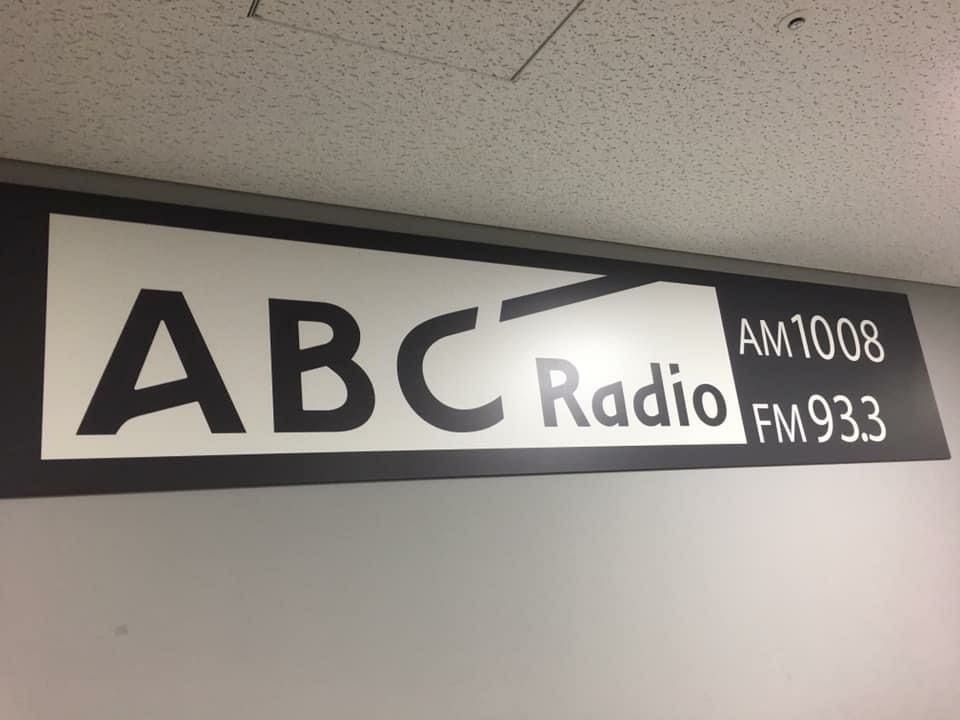 ABC Radio
AM1008
FM93.3